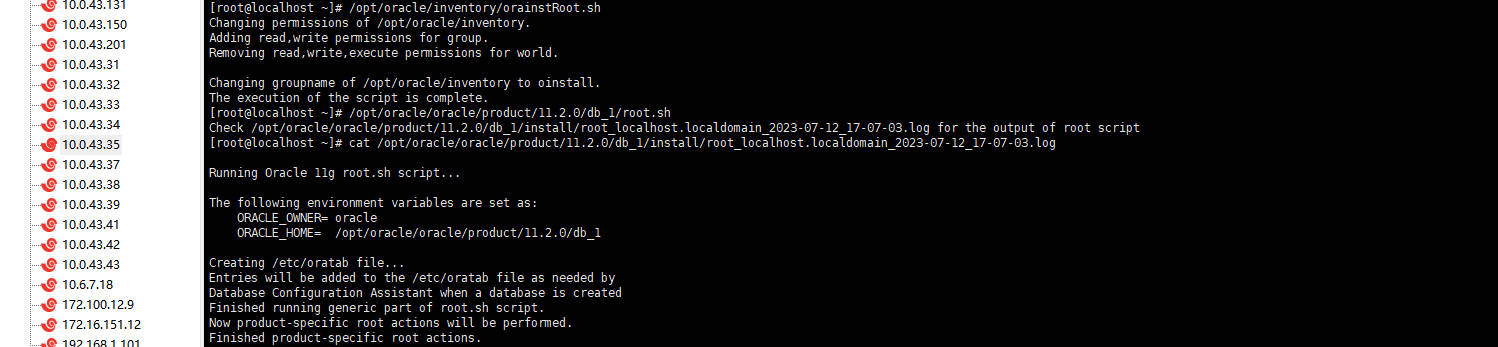 10.0.43.131
10.0.43.150
10.0.43.201
10.0.43.31
10.0.43.32
10.0.43.33
10.0.43.34
10.0.43.35
10.0.43.37
10.0.43.38
10.0.43.39
10.0.43.41
10.0.43.42
10.0.43.43
10.6.7.18
172.100.12.9
172.16.151.12
192.168.1.101
[root@localhost ~]# /opt/oracle/inventory/orainstRoot.sh
Changing permissions of /opt/oracle/inventory.
Adding read,write permissions for group.
Removing read,write,execute permissions for world.
Changing groupname of /opt/oracle/inventory to oinstall.
The execution of the script is complete.
[root@localhost ~]# /opt/oracle/oracle/product/11.2.0/db_1/root.sh
Check /opt/oracle/oracle/product/11.2.0/db_1/install/root_localhost.localdomain_2023-07-12_17-07-03.log for the output of root script
[root@localhost ~]# cat /opt/oracle/oracle/product/11.2.0/db_1/install/root_localhost.localdomain_2023-07-12_17-07-03.log
Running Oracle 11g root.sh script...
The following environment variables are set as:
ORACLE_OWNER= oracle
ORACLE_HOME=  /opt/oracle/oracle/product/11.2.0/db_1
Creating /etc/oratab file...
Entries will be added to the /etc/oratab file as needed by
Database Configuration Assistant when a database is created
Finished running generic part of root.sh script.
Now product-specific root actions will be performed.
Finished product-specific root actions.